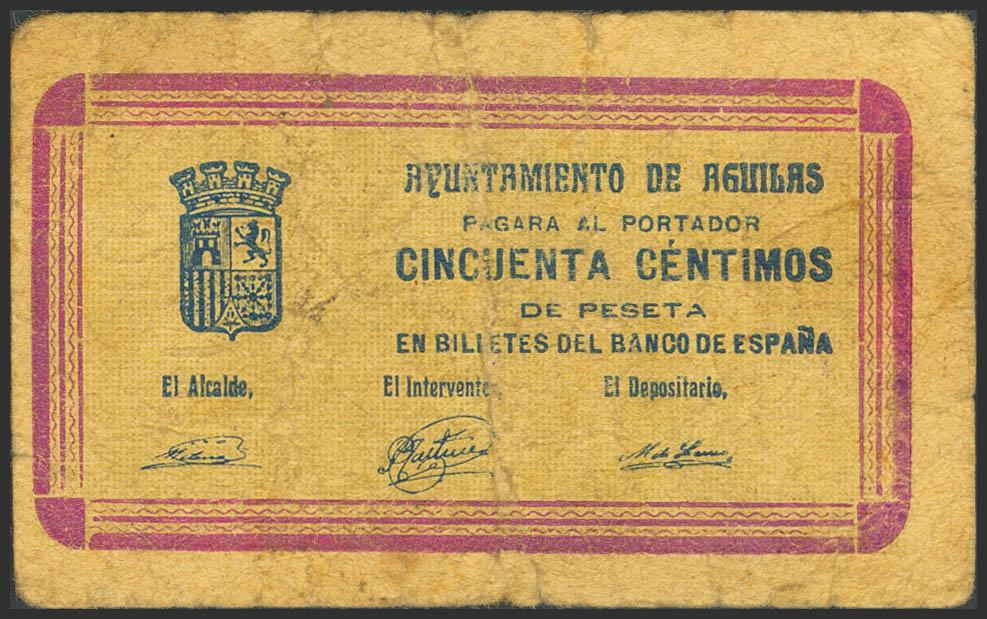 AYUNTAMIENTO DE AGUILAS
PAGARA AL PORTADOR
CINCUENTA CÉNTIMOS
DE PESETA
EN BILLETES DEL BANCO DE ESPAÑA
El Alcalde, El Interventor, El Depositario,